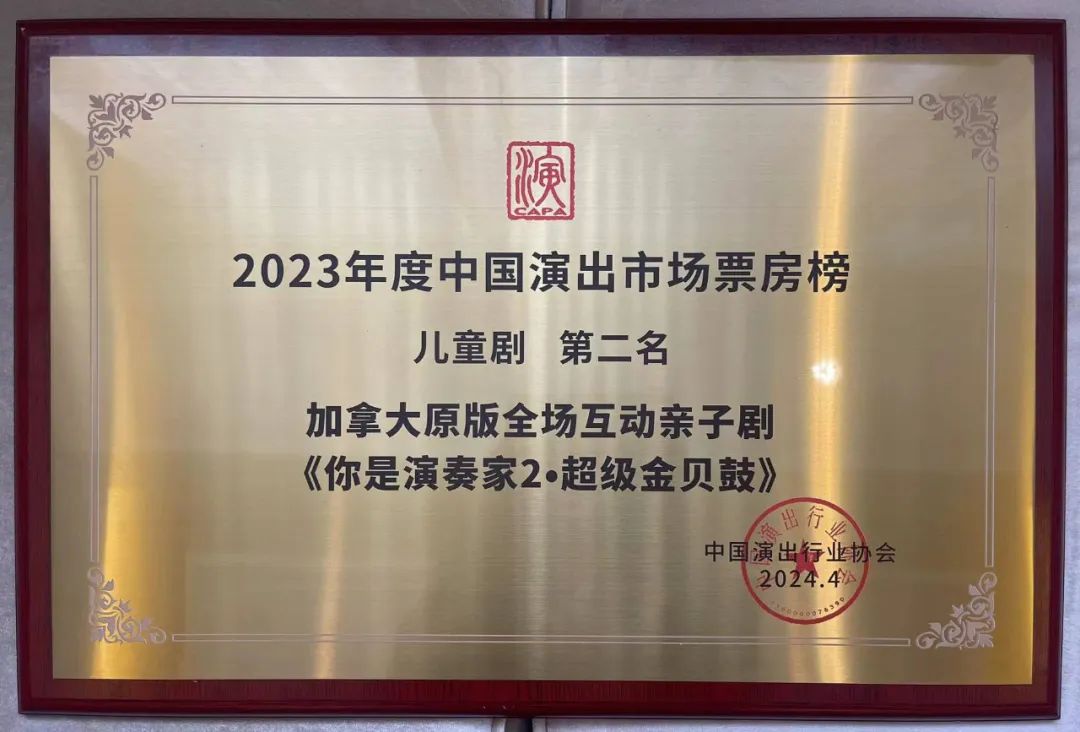 演
CAPA
2023年度中国演出市场票房榜
儿童剧 第二名
加拿大原版全场互动亲子剧
《你是演奏家2·超级金贝鼓》
中国演出行业协会
2024.4